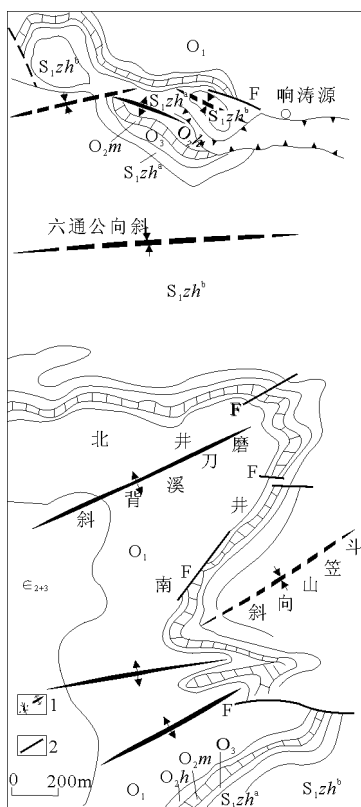 O₁
S₁zhᵇ
S₁zhᵃ
F
S₁zhᵇ
响涛源
O₂m
O₃
S₁zhᵃ
六通公向斜
S₁zhᵇ
F
北井磨刀溪背斜
F
南井
斗笠山向斜
O₁
F
∈₂₊₃
1
F
2
O₃
O₂m
O₂h
0 200m
O₁
S₁zhᵃ
S₁zhᵇ